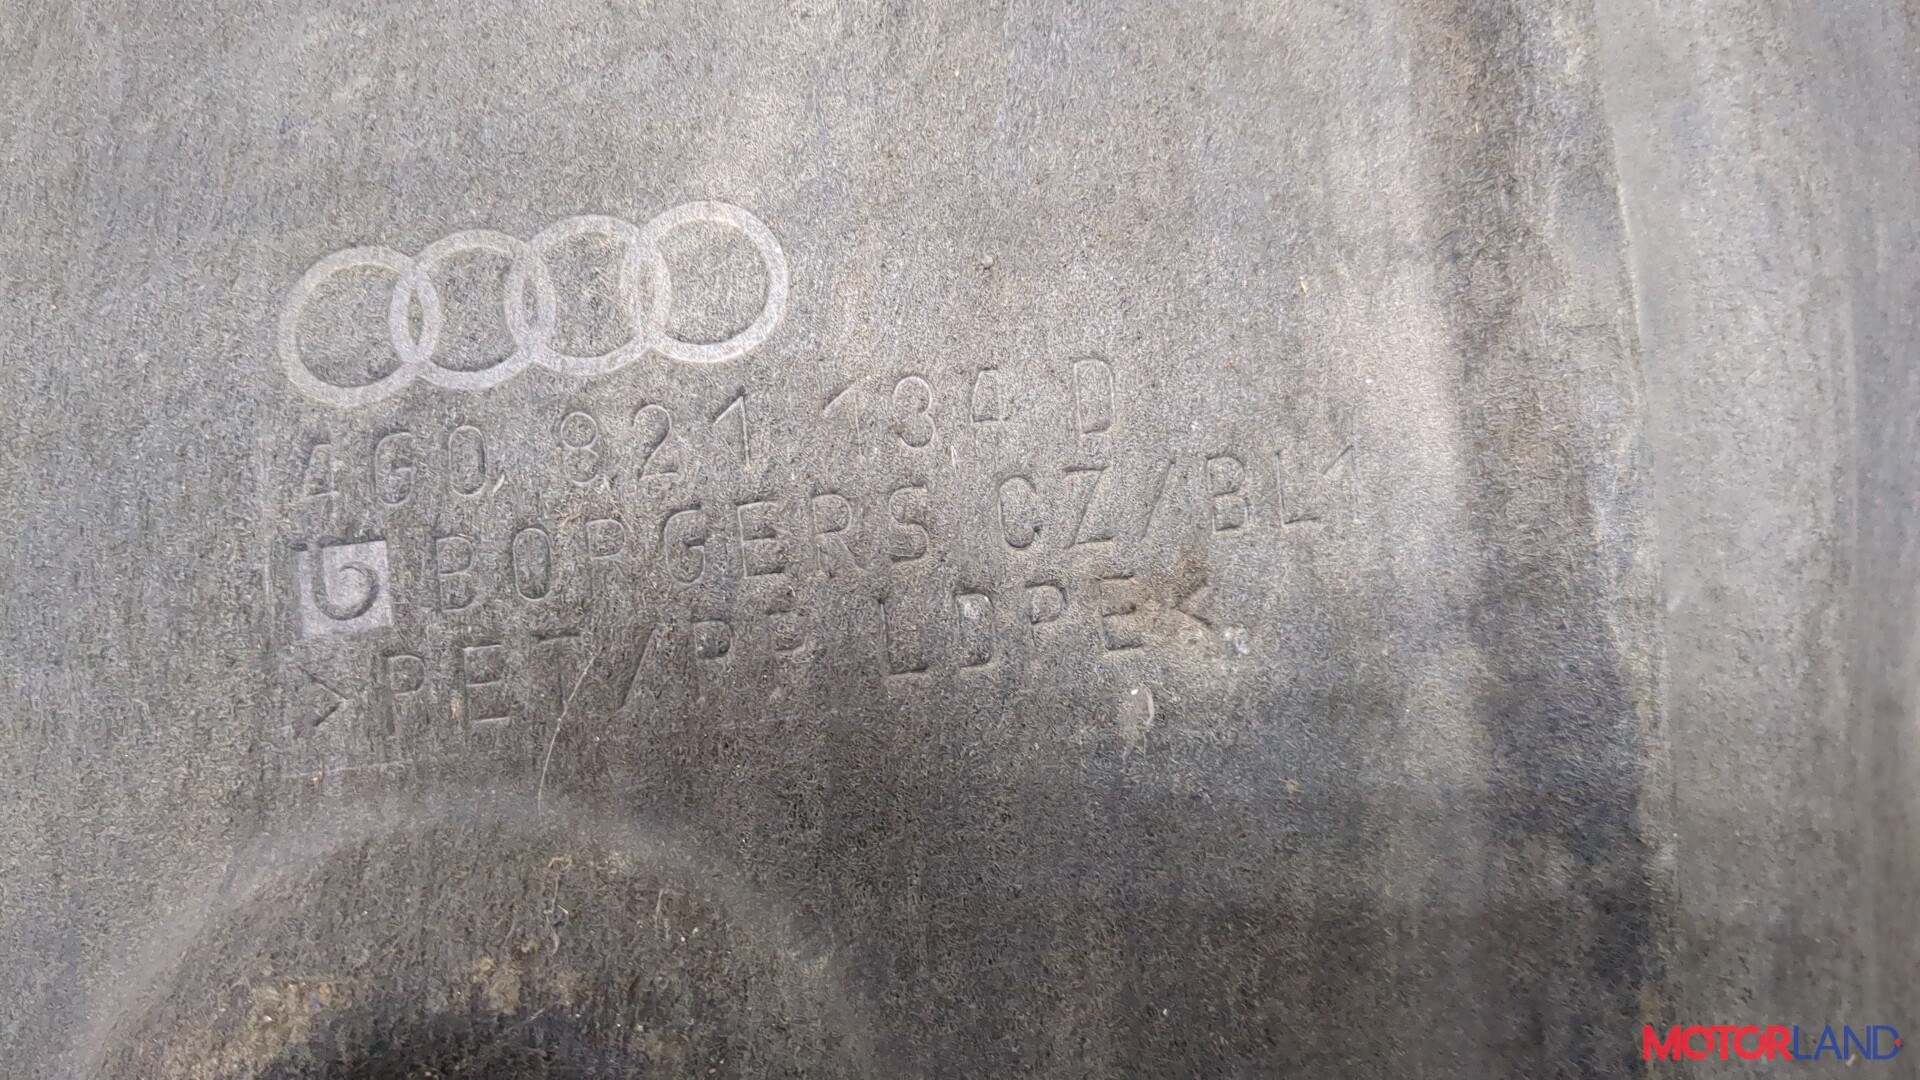 4G0 821 134 D
BORGERS CZ/BL1
>PET/PP LDPE<
MOTORLAND